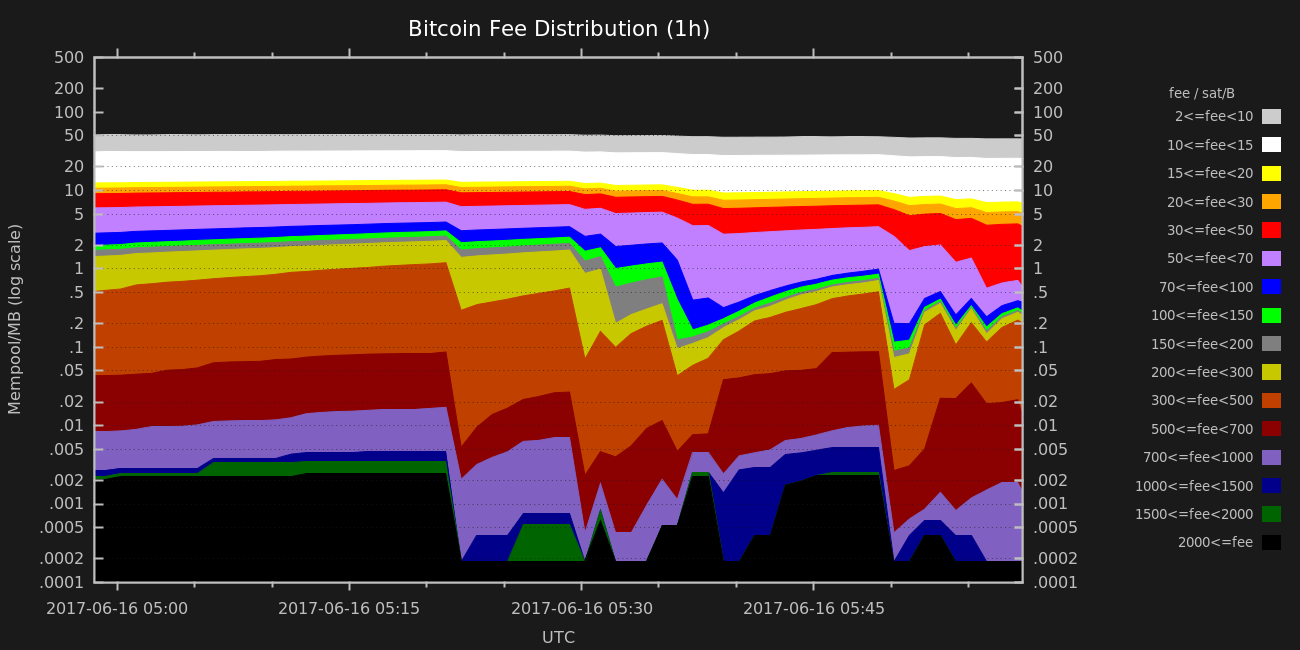 Bitcoin Fee Distribution (1h)
Mempool/MB (log scale)
500
200
100
50
20
10
5
2
1
.5
.2
.1
.05
.02
.01
.005
.002
.001
.0005
.0002
.0001
500
200
100
50
20
10
5
2
1
.5
.2
.1
.05
.02
.01
.005
.002
.001
.0005
.0002
.0001
2017-06-16 05:00
2017-06-16 05:15
2017-06-16 05:30
2017-06-16 05:45
UTC
fee / sat/B
2<=fee<10
10<=fee<15
15<=fee<20
20<=fee<30
30<=fee<50
50<=fee<70
70<=fee<100
100<=fee<150
150<=fee<200
200<=fee<300
300<=fee<500
500<=fee<700
700<=fee<1000
1000<=fee<1500
1500<=fee<2000
2000<=fee